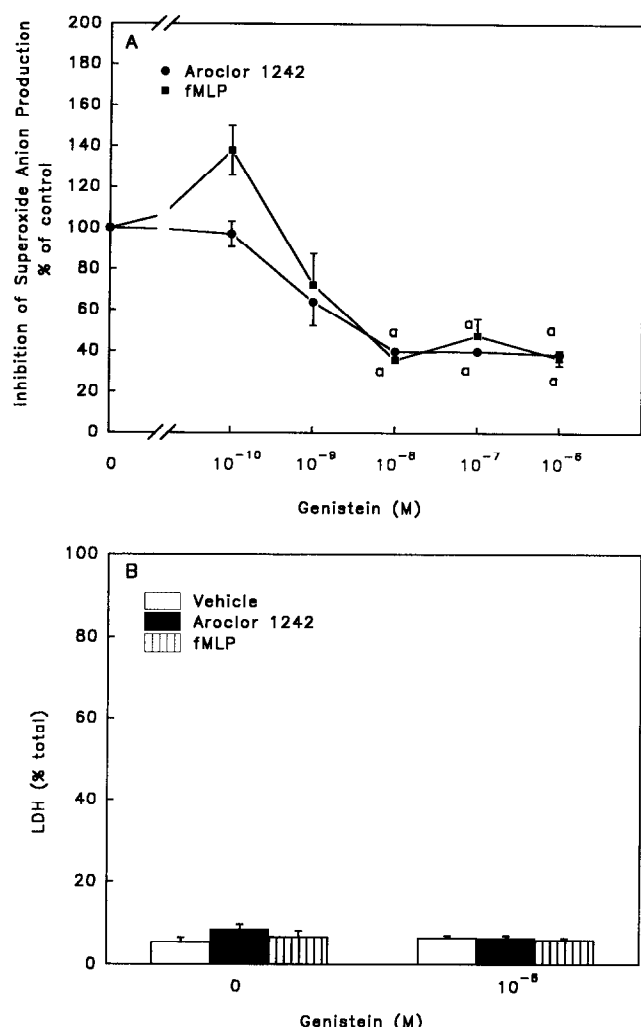 A
Aroclor 1242
fMLP
Inhibition of Superoxide Anion Production
% of control
200
180
160
140
120
100
80
60
40
20
0
a a a
a a a
0 10⁻¹⁰ 10⁻⁹ 10⁻⁸ 10⁻⁷ 10⁻⁶
Genistein (M)
B
Vehicle
Aroclor 1242
fMLP
LDH (% total)
100
80
60
40
20
0
0 10⁻⁶
Genistein (M)